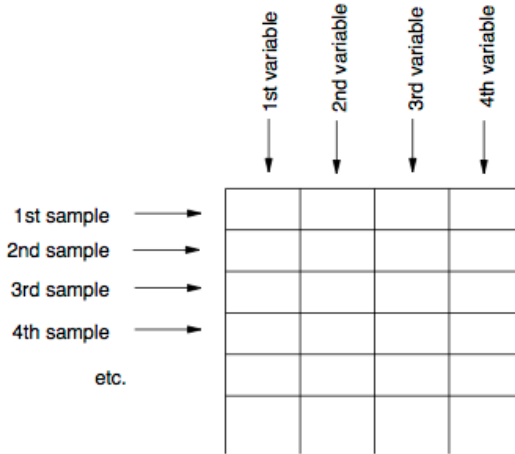 1st variable
2nd variable
3rd variable
4th variable
1st sample
2nd sample
3rd sample
4th sample
etc.